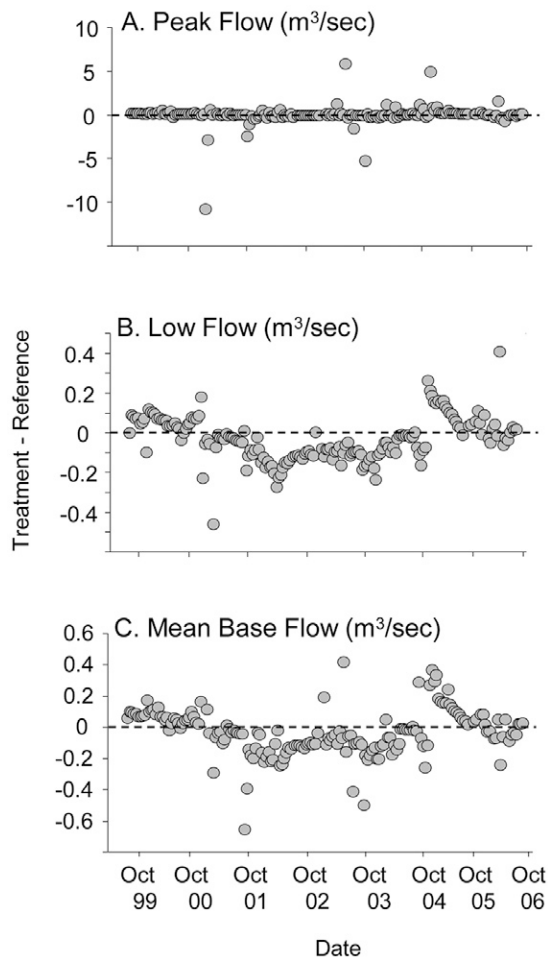 A. Peak Flow (m³/sec)
10
5
0
-5
-10
B. Low Flow (m³/sec)
0.4
0.2
0
-0.2
-0.4
Treatment - Reference
C. Mean Base Flow (m³/sec)
0.6
0.4
0.2
0
-0.2
-0.4
-0.6
Oct Oct Oct Oct Oct Oct Oct Oct
99 00 01 02 03 04 05 06
Date